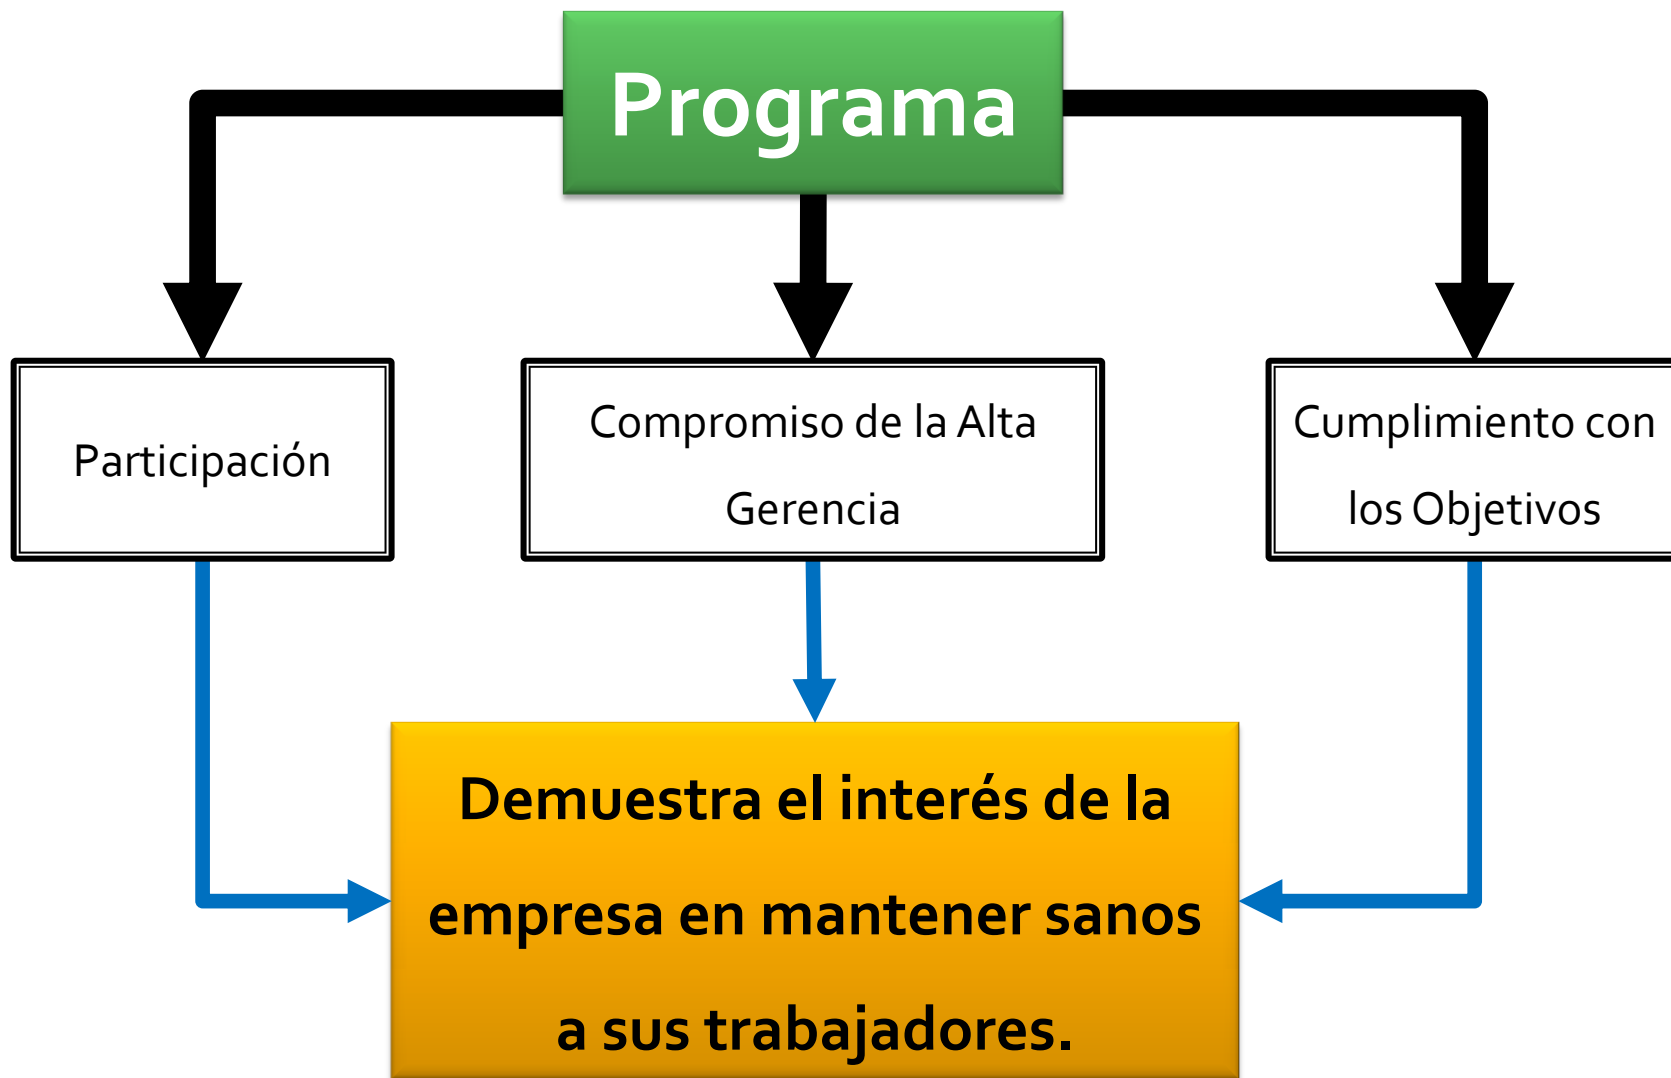 Programa
Participación
Compromiso de la Alta
Gerencia
Cumplimiento con
los Objetivos
Demuestra el interés de la
empresa en mantener sanos
a sus trabajadores.